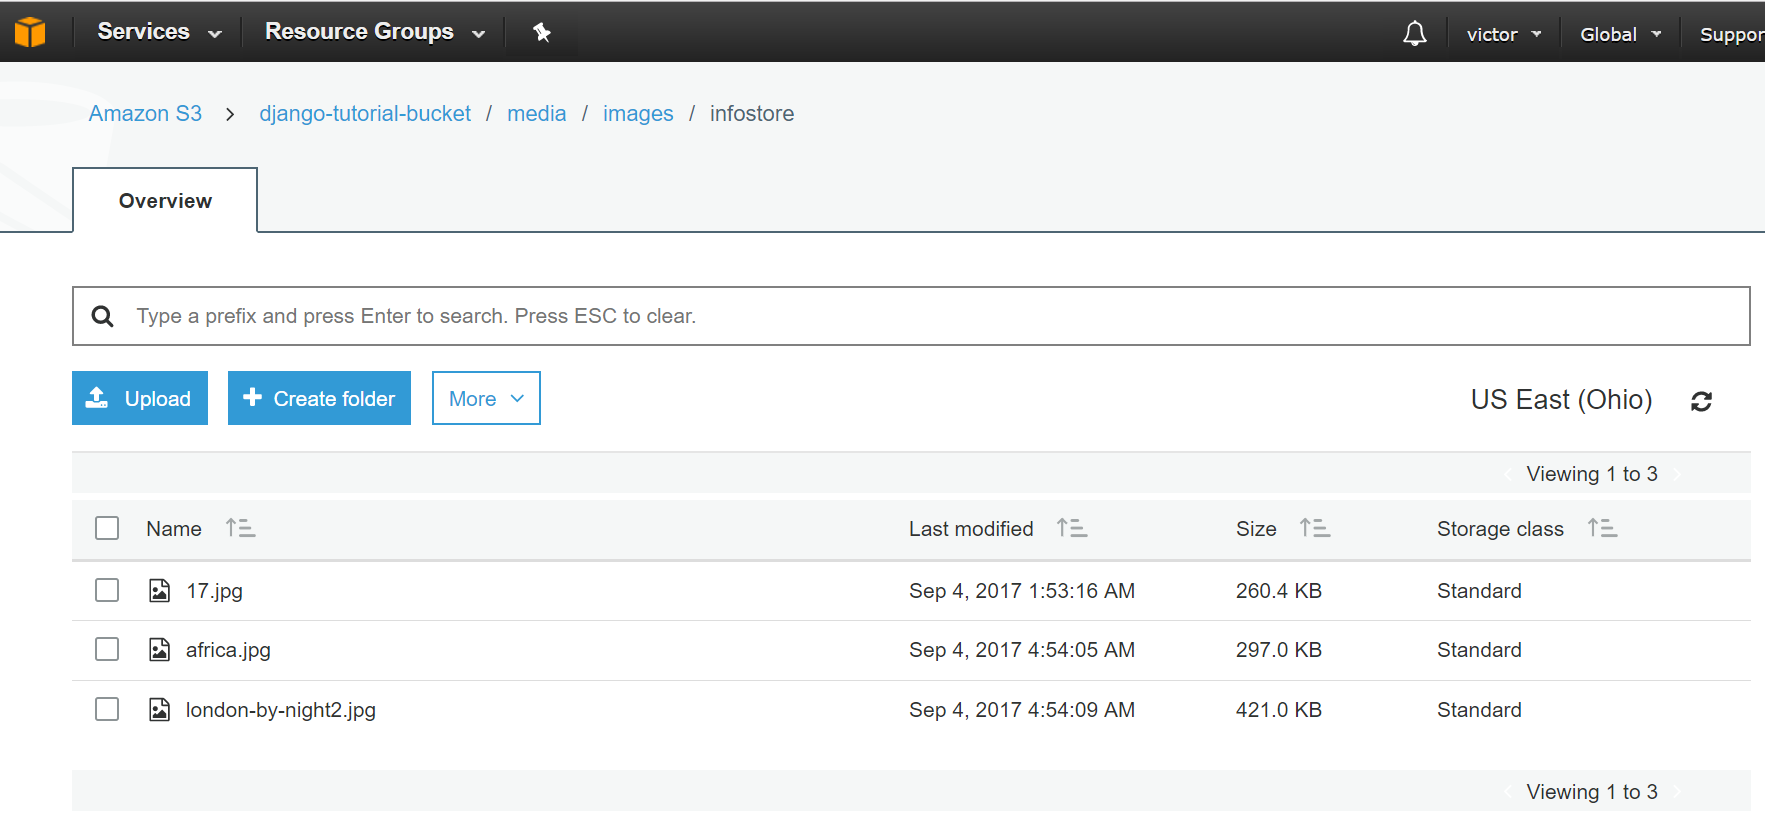 Services Resource Groups victor Global Suppor
Amazon S3 > django-tutorial-bucket / media / images / infostore
Overview
Type a prefix and press Enter to search. Press ESC to clear.
Upload Create folder More US East (Ohio)
Viewing 1 to 3
Name Last modified Size Storage class
17.jpg Sep 4, 2017 1:53:16 AM 260.4 KB Standard
africa.jpg Sep 4, 2017 4:54:05 AM 297.0 KB Standard
london-by-night2.jpg Sep 4, 2017 4:54:09 AM 421.0 KB Standard
Viewing 1 to 3